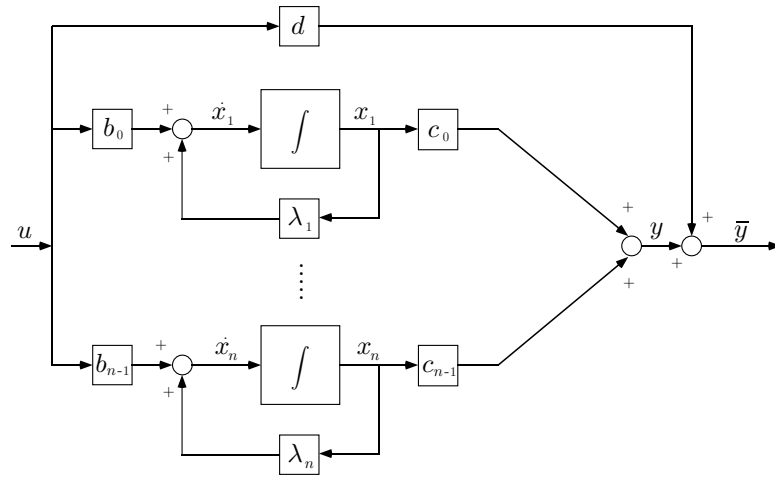 d
+ ẋ₁ x₁
b₀ ∫ c₀
+
λ₁
+ +
u y ȳ
+
+
⋮
+ ẋₙ xₙ
bₙ₋₁ ∫ cₙ₋₁
+
λₙ